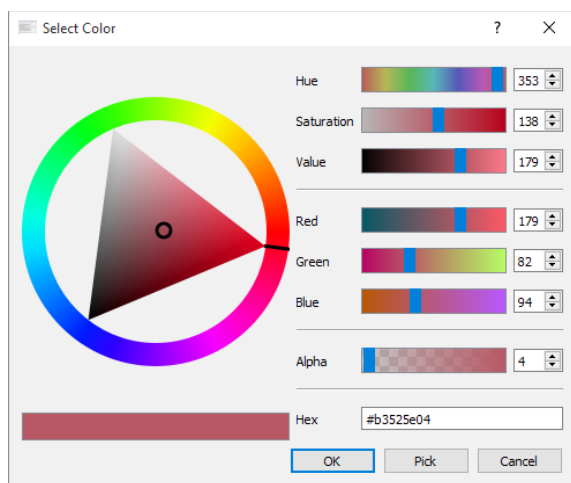 Select Color ? ×
Hue 353
Saturation 138
Value 179
Red 179
Green 82
Blue 94
Alpha 4
Hex #b3525e04
OK Pick Cancel